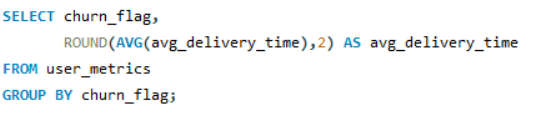 SELECT churn_flag,
       ROUND(AVG(avg_delivery_time),2) AS avg_delivery_time
FROM user_metrics
GROUP BY churn_flag;